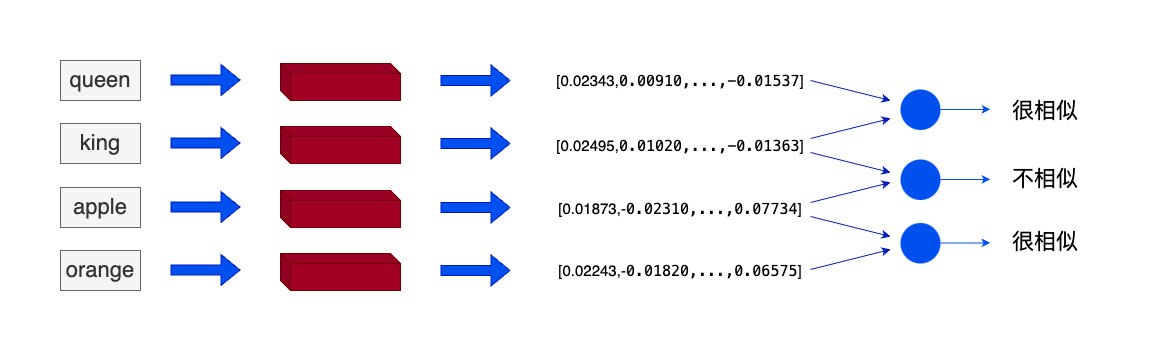 queen
[0.02343,0.00910,...,-0.01537]
很相似
king
[0.02495,0.01020,...,-0.01363]
不相似
apple
[0.01873,-0.02310,...,0.07734]
很相似
orange
[0.02243,-0.01820,...,0.06575]